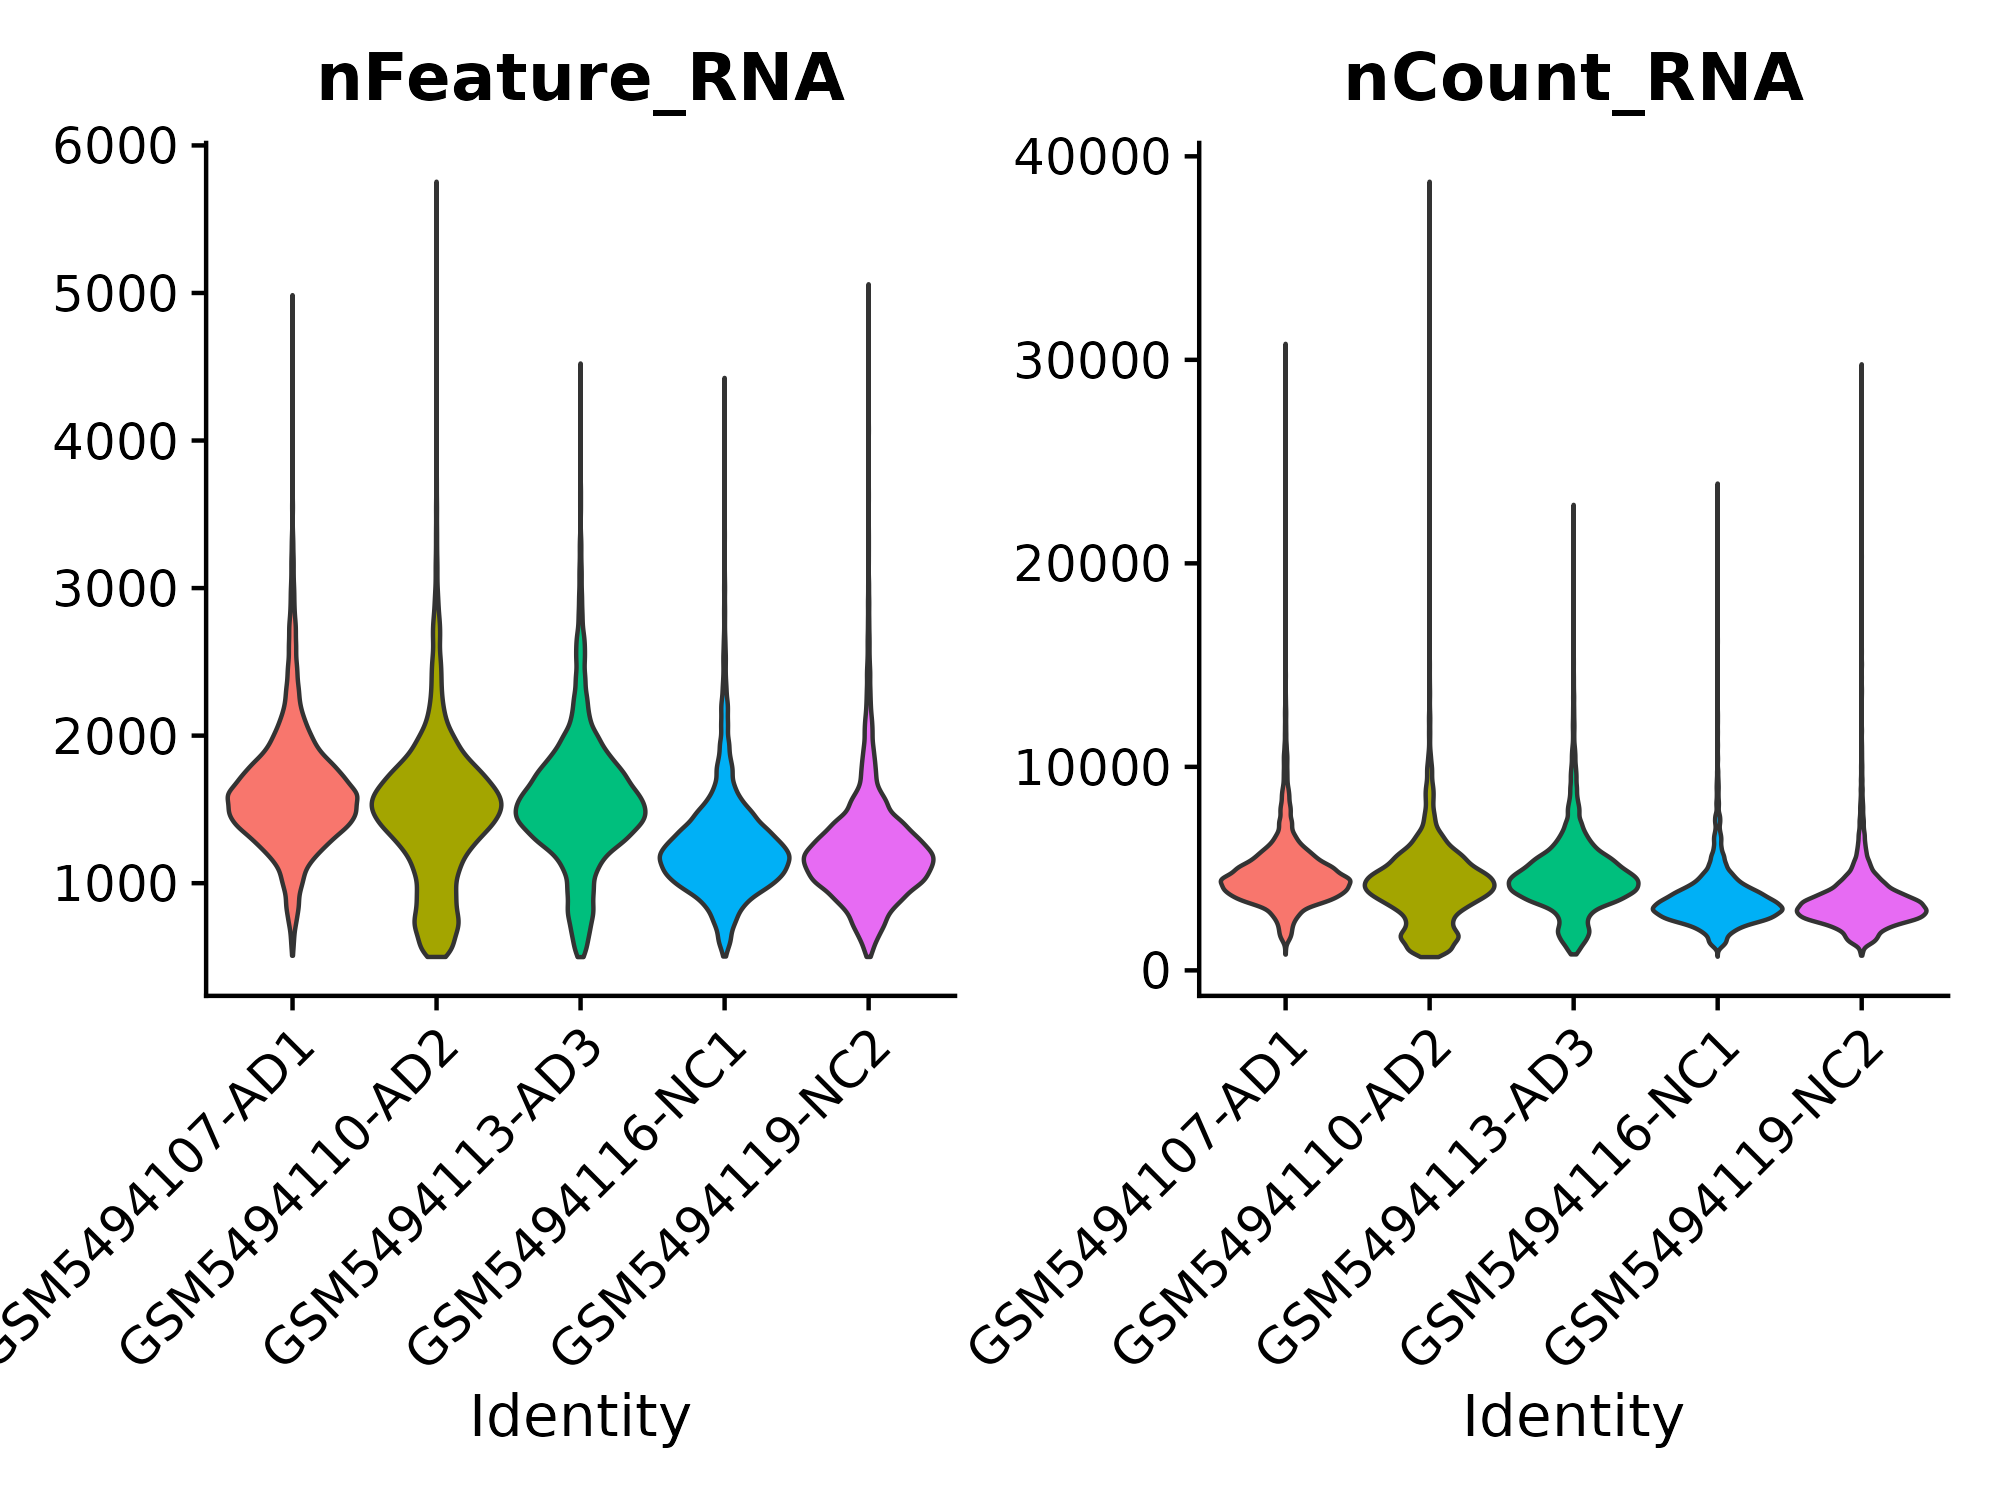 nFeature_RNA
6000
5000
4000
3000
2000
1000
GSM5494107-AD1
GSM5494110-AD2
GSM5494113-AD3
GSM5494116-NC1
GSM5494119-NC2
Identity
nCount_RNA
40000
30000
20000
10000
0
GSM5494107-AD1
GSM5494110-AD2
GSM5494113-AD3
GSM5494116-NC1
GSM5494119-NC2
Identity